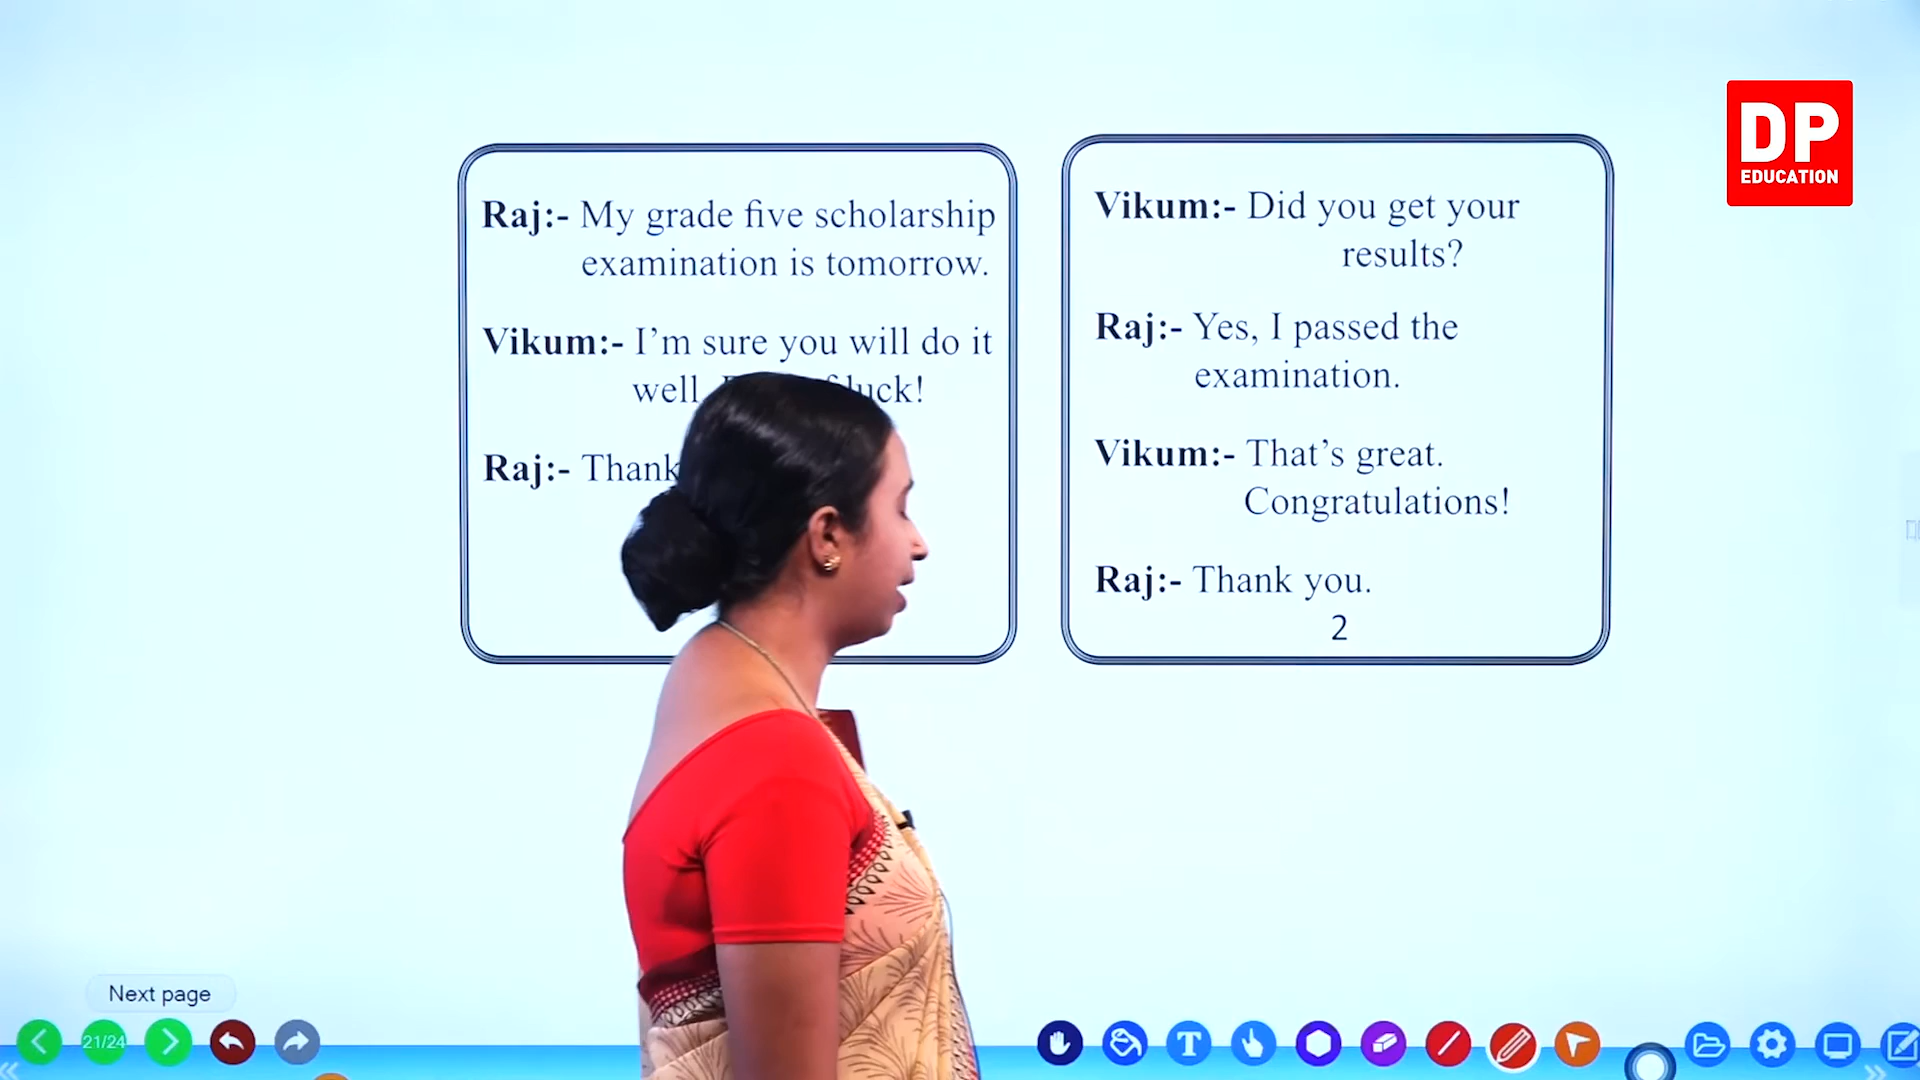 DP
EDUCATION
Raj:- My grade five scholarship
examination is tomorrow.
Vikum:- I’m sure you will do it
well. luck!
Raj:- Thank
Vikum:- Did you get your
results?
Raj:- Yes, I passed the
examination.
Vikum:- That’s great.
Congratulations!
Raj:- Thank you.
2
Next page
21/24
T